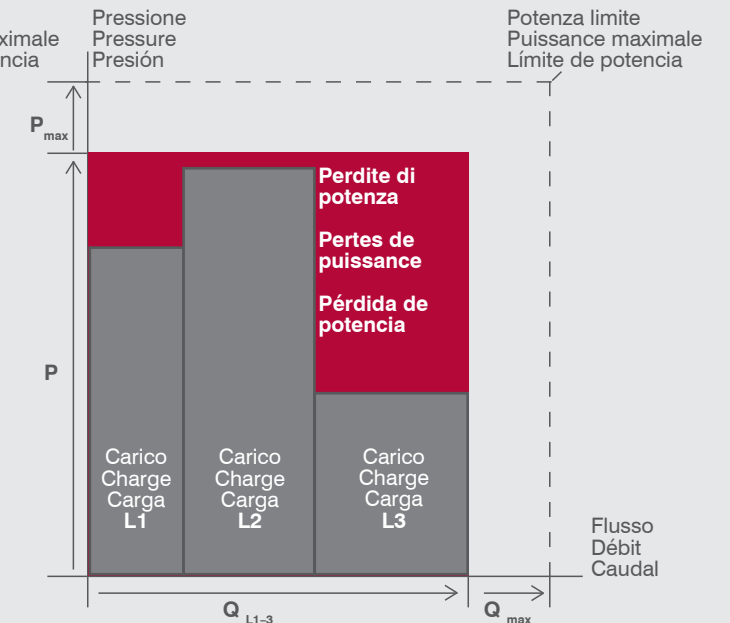 ximale
ncia
Pressione
Pressure
Presión
Potenza limite
Puissance maximale
Límite de potencia
P max
Perdite di
potenza
Pertes de
puissance
Pérdida de
potencia
P
Carico
Charge
Carga
L1
Carico
Charge
Carga
L2
Carico
Charge
Carga
L3
Flusso
Débit
Caudal
Q L1–3
Q max